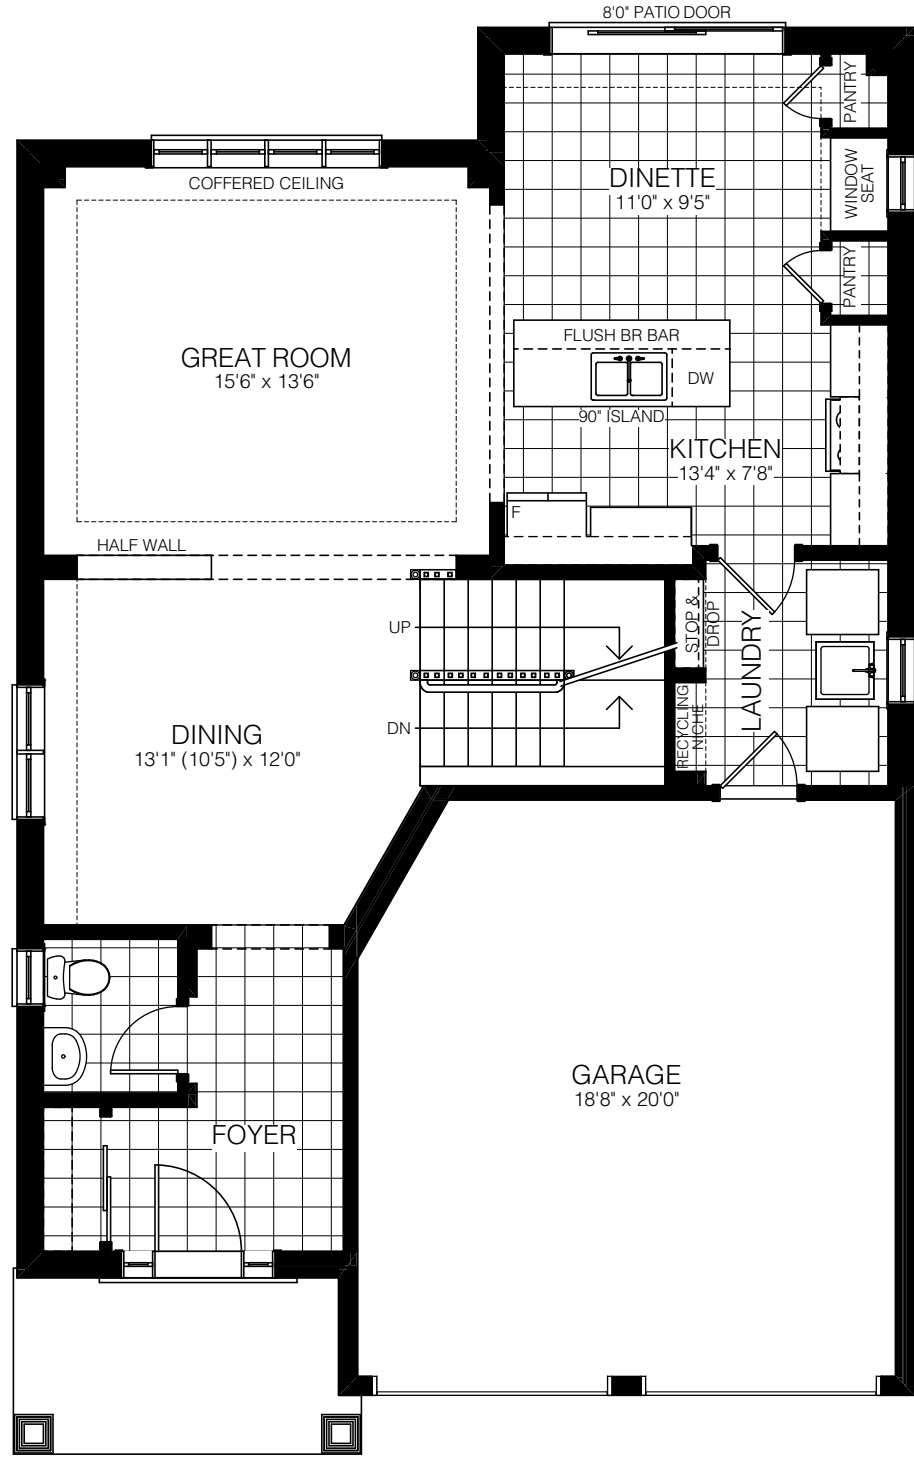 8'0" PATIO DOOR
PANTRY
COFFERED CEILING
DINETTE
11'0" x 9'5"
WINDOW
SEAT
PANTRY
FLUSH BR BAR
GREAT ROOM
15'6" x 13'6"
DW
90" ISLAND
KITCHEN
13'4" x 7'8"
F
HALF WALL
UP
STOP &
DROP
LAUNDRY
DN
RECYCLING
NICHE
DINING
13'1" (10'5") x 12'0"
GARAGE
18'8" x 20'0"
FOYER